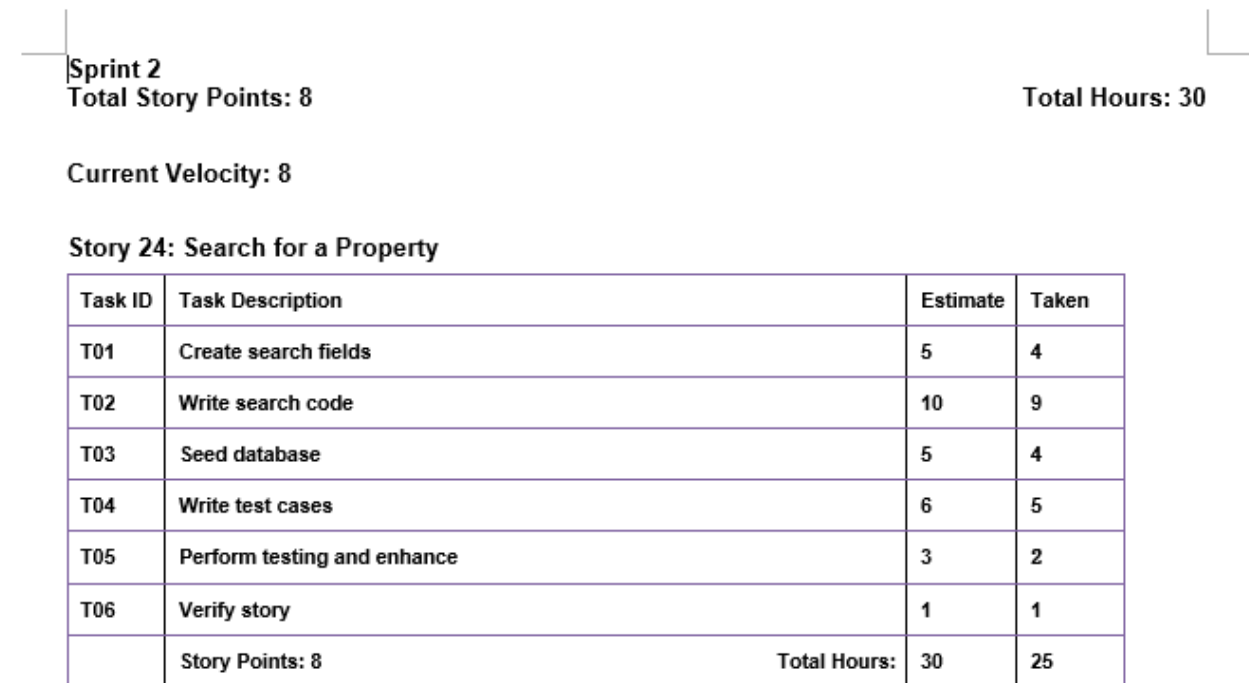 Sprint 2
Total Story Points: 8 Total Hours: 30
Current Velocity: 8
Story 24: Search for a Property
Task ID Task Description Estimate Taken
T01 Create search fields 5 4
T02 Write search code 10 9
T03 Seed database 5 4
T04 Write test cases 6 5
T05 Perform testing and enhance 3 2
T06 Verify story 1 1
Story Points: 8 Total Hours: 30 25